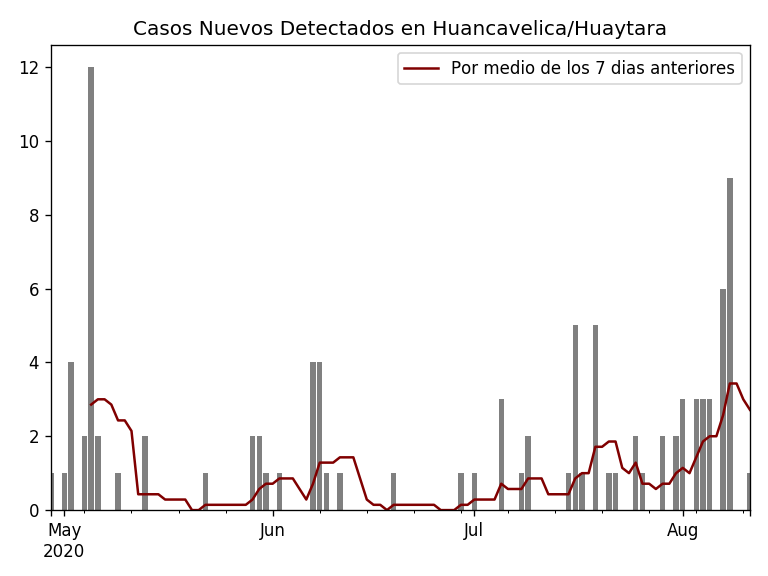 Casos Nuevos Detectados en Huancavelica/Huaytara
Por medio de los 7 dias anteriores
12
10
8
6
4
2
0
May
2020
Jun
Jul
Aug